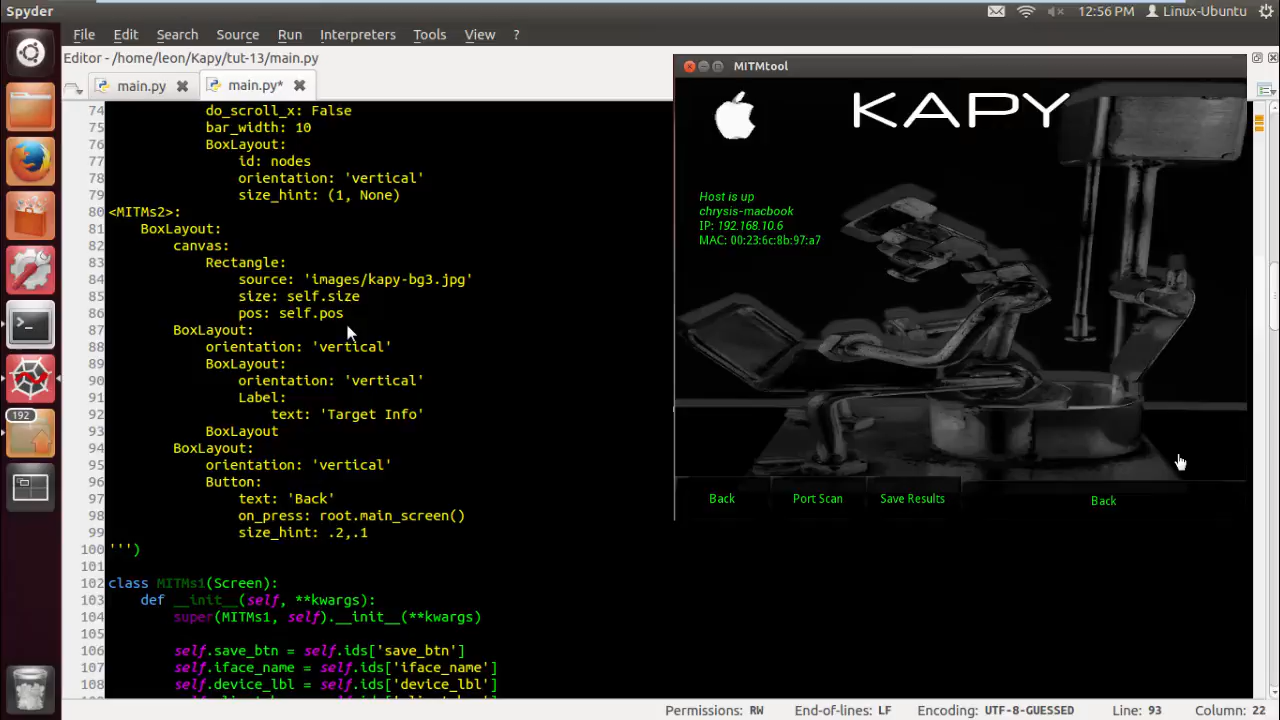 Spyder
12:56 PM
Linux-Ubuntu
File Edit Search Source Run Interpreters Tools View ?
Editor - /home/leon/Kapy/tut-13/main.py
main.py
main.py*
74 do_scroll_x: False
75 bar_width: 10
76 BoxLayout:
77 id: nodes
78 orientation: 'vertical'
79 size_hint: (1, None)
80 <MITMs2>:
81 BoxLayout:
82 canvas:
83 Rectangle:
84 source: 'images/kapy-bg3.jpg'
85 size: self.size
86 pos: self.pos
87 BoxLayout:
88 orientation: 'vertical'
89 BoxLayout:
90 orientation: 'vertical'
91 Label:
92 text: 'Target Info'
93 BoxLayout
94 BoxLayout:
95 orientation: 'vertical'
96 Button:
97 text: 'Back'
98 on_press: root.main_screen()
99 size_hint: .2,.1
100 ''')
101
102 class MITMs1(Screen):
103 def __init__(self, **kwargs):
104 super(MITMs1, self).__init__(**kwargs)
105
106 self.save_btn = self.ids['save_btn']
107 self.iface_name = self.ids['iface_name']
108 self.device_lbl = self.ids['device_lbl']
MITMtool
KAPY
Host is up
chrysis-macbook
IP: 192.168.10.6
MAC: 00:23:6c:8b:97:a7
Back
Port Scan
Save Results
Back
192
Permissions: RW
End-of-lines: LF
Encoding: UTF-8-GUESSED
Line: 93
Column: 22